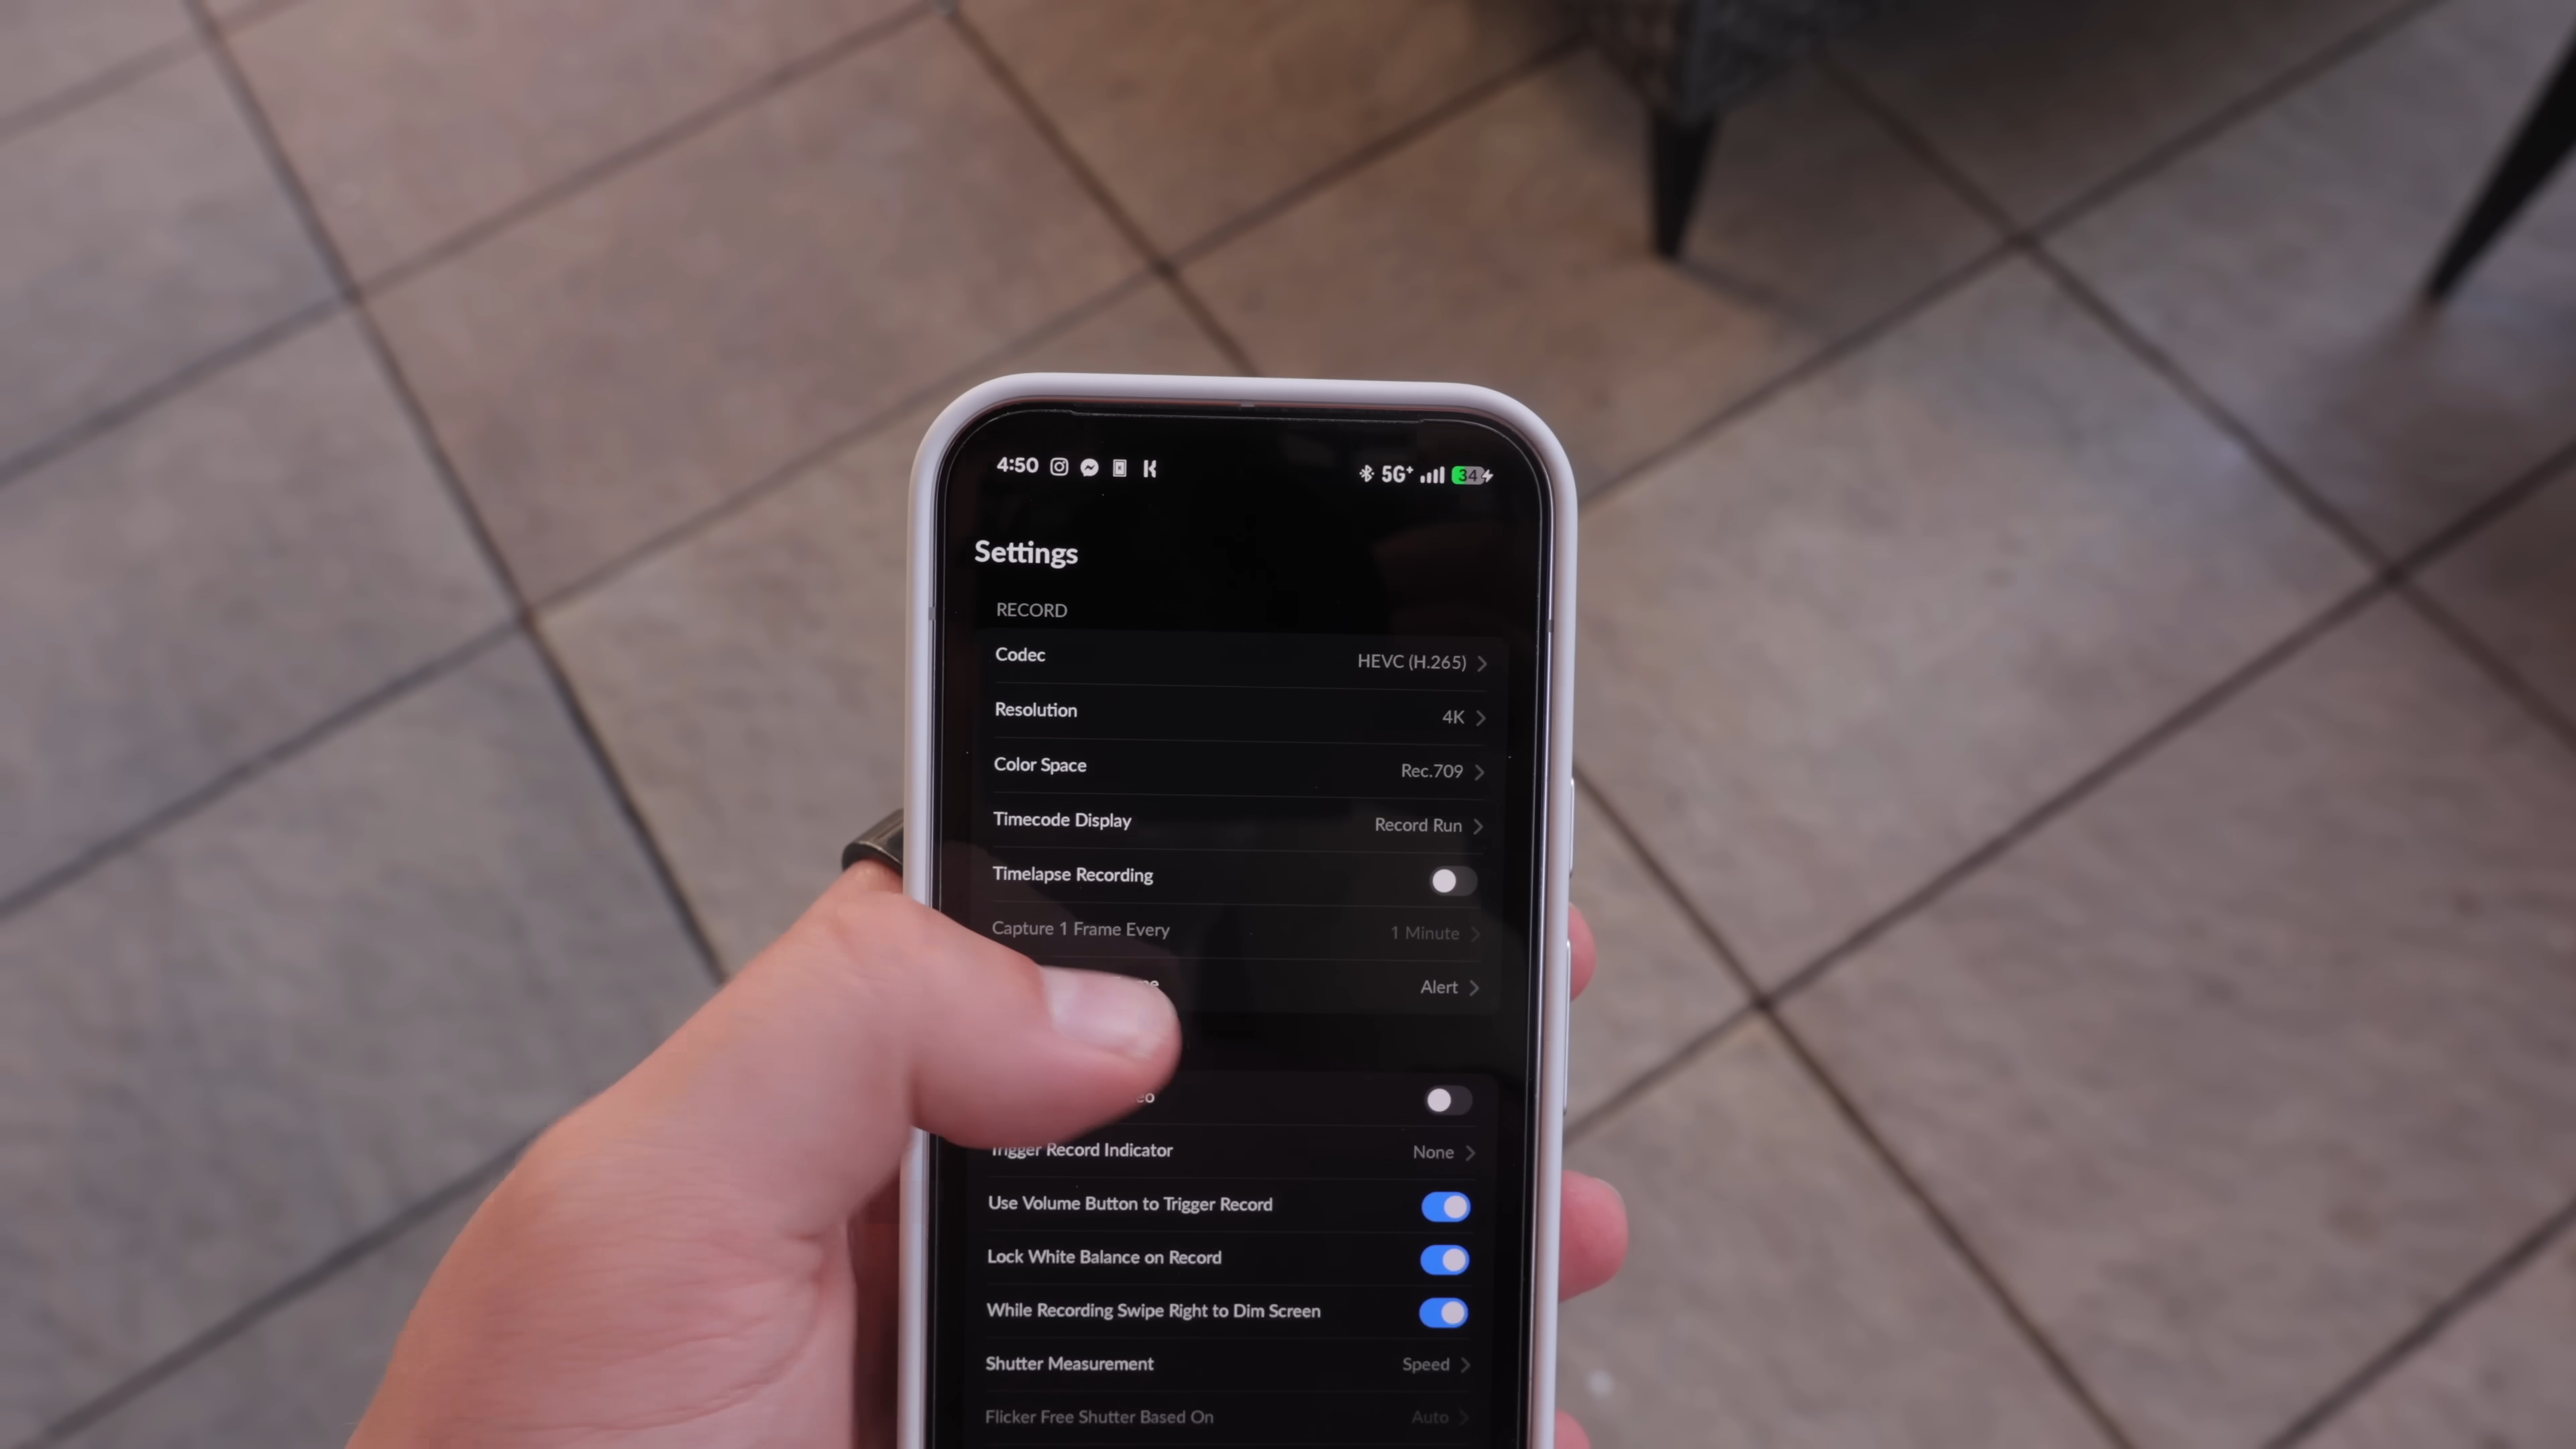 4:50 5G+ 34
Settings
RECORD
Codec HEVC (H.265)
Resolution 4K
Color Space Rec.709
Timecode Display Record Run
Timelapse Recording
Capture 1 Frame Every 1 Minute
Alert
Trigger Record Indicator None
Use Volume Button to Trigger Record
Lock White Balance on Record
While Recording Swipe Right to Dim Screen
Shutter Measurement Speed
Flicker Free Shutter Based On Auto